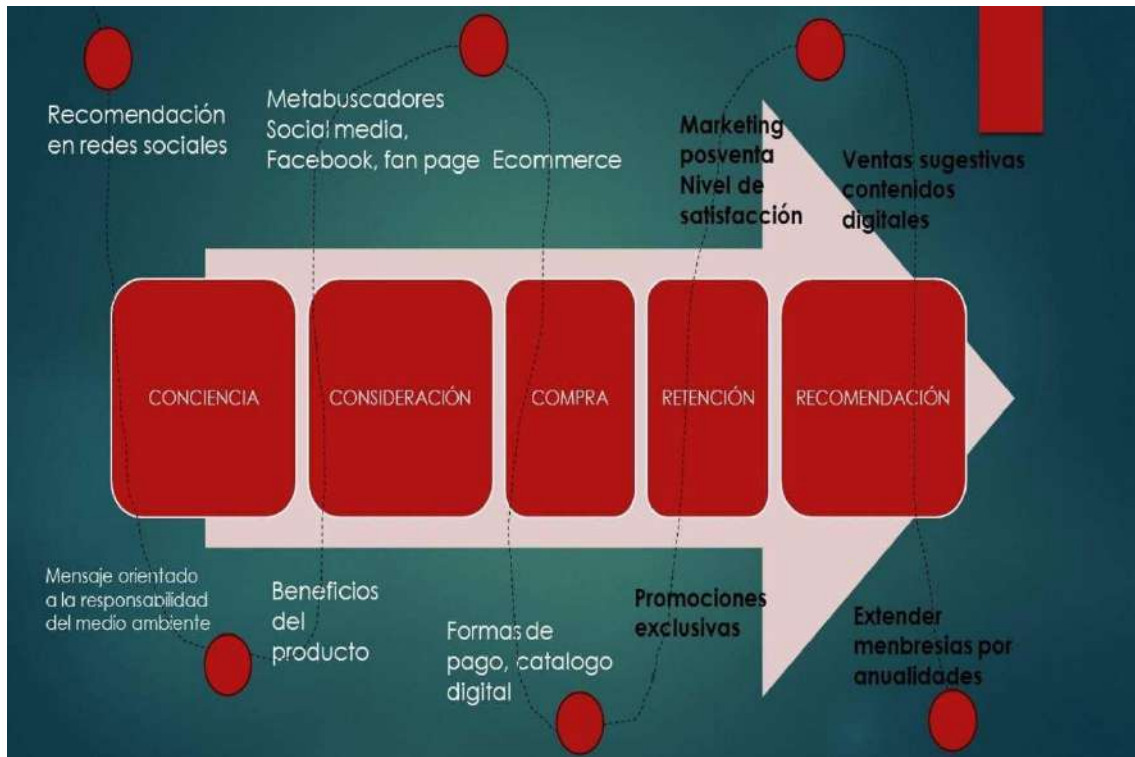 Recomendación
en redes sociales
Metabuscadores
Social media,
Facebook, fan page Ecommerce
Marketing
posventa
Nivel de
satisfacción
Ventas sugestivas
contenidos
digitales
CONCIENCIA
CONSIDERACIÓN
COMPRA
RETENCIÓN
RECOMENDACIÓN
Mensaje orientado
a la responsabilidad
del medio ambiente
Beneficios
del
producto
Formas de
pago, catalogo
digital
Promociones
exclusivas
Extender
menbresias por
anualidades